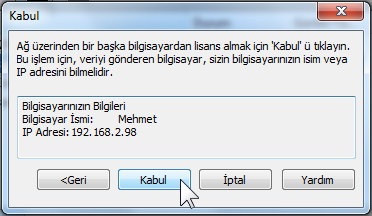 Kabul
Ağ üzerinden bir başka bilgisayardan lisans almak için 'Kabul' ü tıklayın.
Bu işlem için, veriyi gönderen bilgisayar, sizin bilgisayarınızın isim veya
IP adresini bilmelidir.
Bilgisayarınızın Bilgileri
Bilgisayar İsmi: Mehmet
IP Adresi: 192.168.2.98
<Geri Kabul İptal Yardım